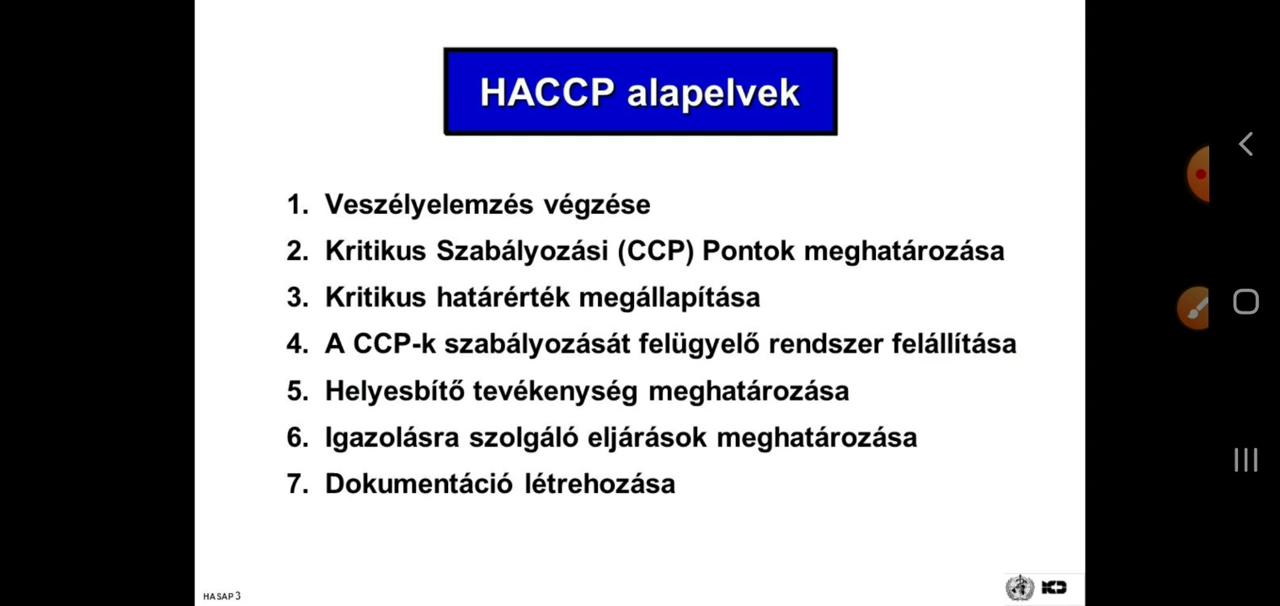 HACCP alapelvek
1. Veszélyelemzés végzése
2. Kritikus Szabályozási (CCP) Pontok meghatározása
3. Kritikus határérték megállapítása
4. A CCP-k szabályozását felügyelő rendszer felállítása
5. Helyesbítő tevékenység meghatározása
6. Igazolásra szolgáló eljárások meghatározása
7. Dokumentáció létrehozása
HASAP 3